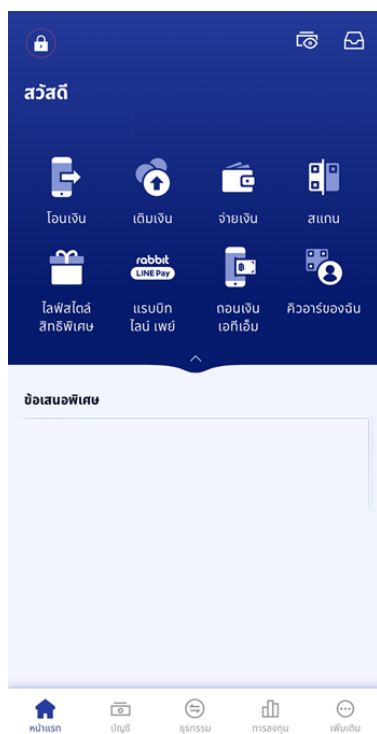 สวัสดี
โอนเงิน
เติมเงิน
จ่ายเงิน
สแกน
rabbit
LINE Pay
฿
ไลฟ์สไตล์
สิทธิพิเศษ
แรบบิท
ไลน์ เพย์
ถอนเงิน
เอทีเอ็ม
คิวอาร์ของฉัน
ข้อเสนอพิเศษ
หน้าแรก
บัญชี
ธุรกรรม
การลงทุน
เพิ่มเติม